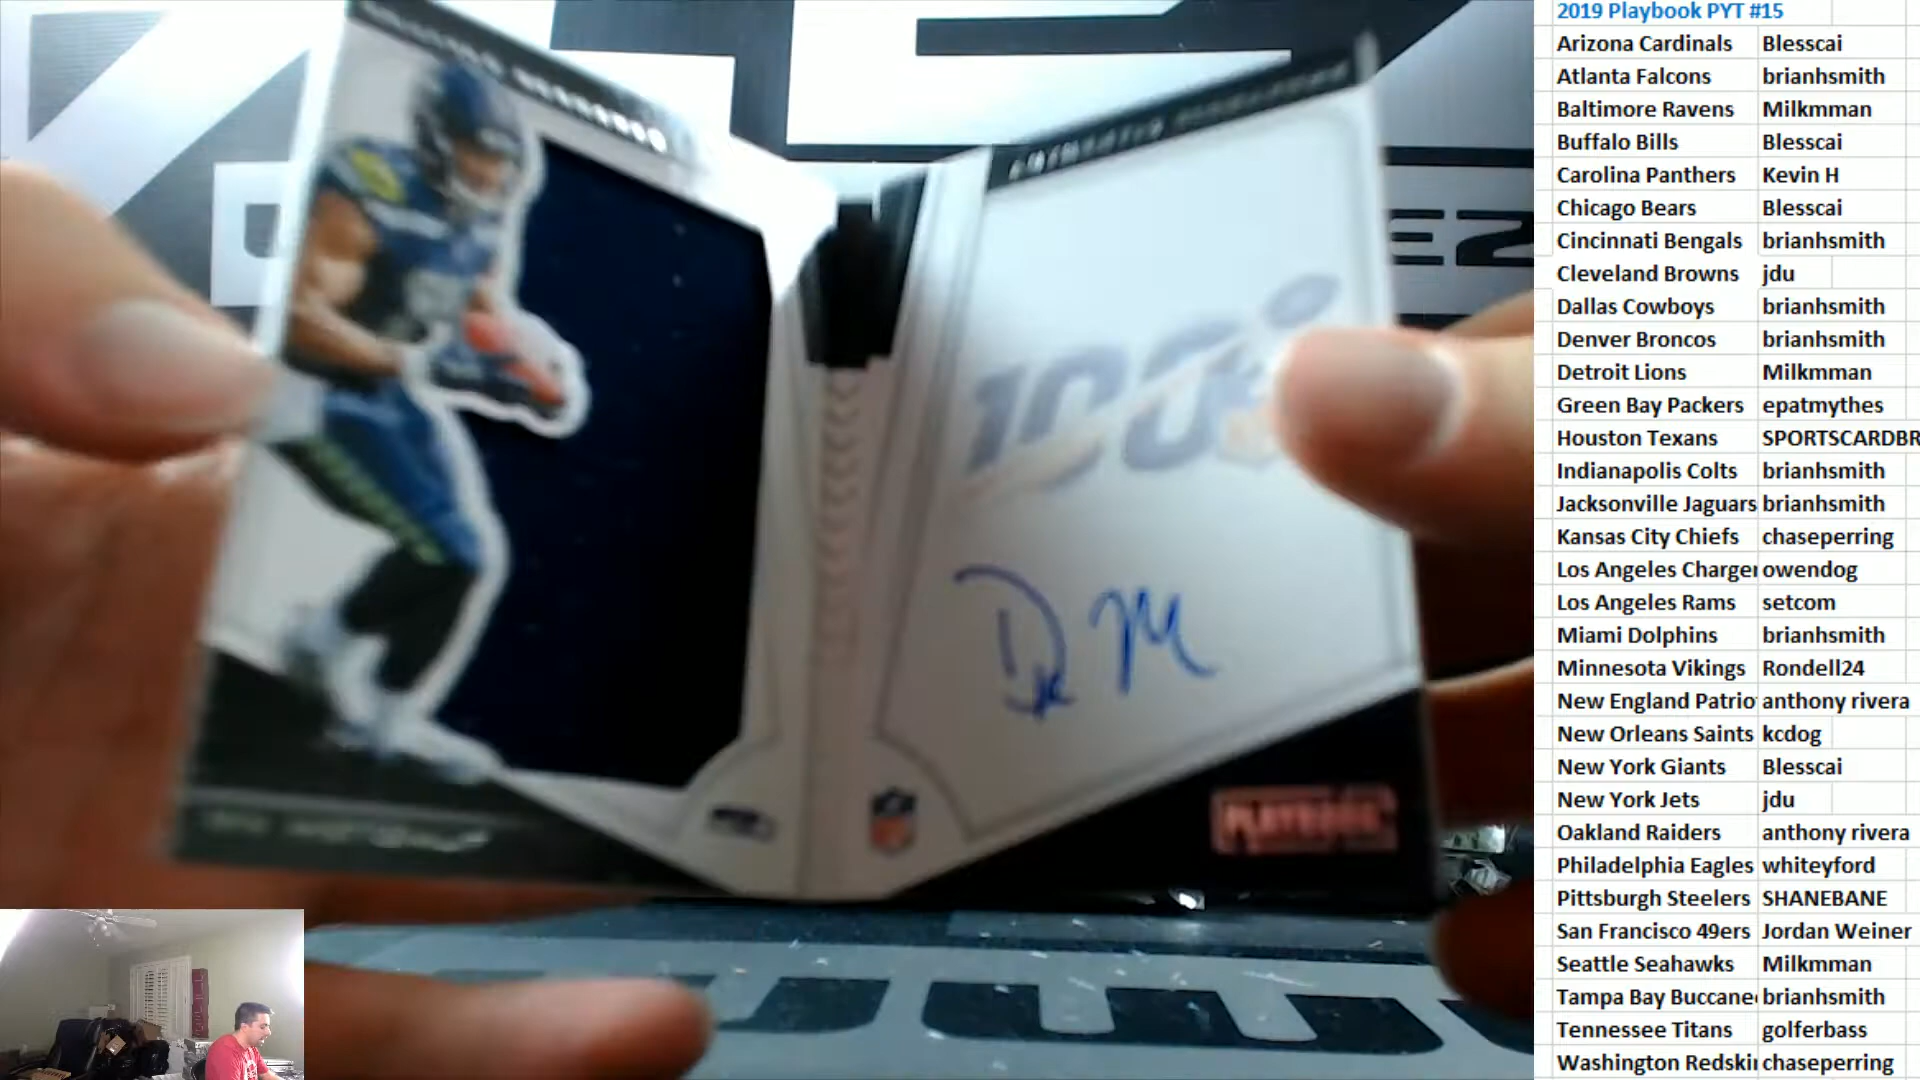 2019 Playbook PYT #15
Arizona Cardinals Blesscai
Atlanta Falcons brianhsmith
Baltimore Ravens Milkmman
Buffalo Bills Blesscai
Carolina Panthers Kevin H
Chicago Bears Blesscai
Cincinnati Bengals brianhsmith
Cleveland Browns jdu
Dallas Cowboys brianhsmith
Denver Broncos brianhsmith
Detroit Lions Milkmman
Green Bay Packers epatmythes
Houston Texans SPORTSCARDBR
Indianapolis Colts brianhsmith
Jacksonville Jaguars brianhsmith
Kansas City Chiefs chaseperring
Los Angeles Charger owendog
Los Angeles Rams setcom
Miami Dolphins brianhsmith
Minnesota Vikings Rondell24
New England Patrio anthony rivera
New Orleans Saints kcdog
New York Giants Blesscai
New York Jets jdu
Oakland Raiders anthony rivera
Philadelphia Eagles whiteyford
Pittsburgh Steelers SHANEBANE
San Francisco 49ers Jordan Weiner
Seattle Seahawks Milkmman
Tampa Bay Buccane brianhsmith
Tennessee Titans golferbass
Washington Redski chaseperring
100
PLAYBOOK